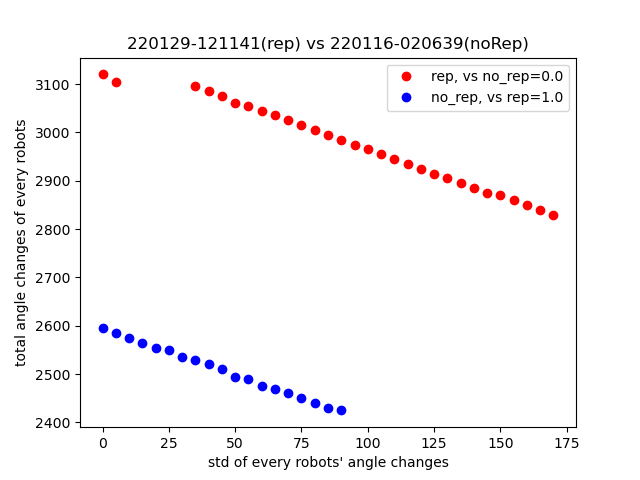 220129-121141(rep) vs 220116-020639(noRep)
rep, vs no_rep=0.0
no_rep, vs rep=1.0
total angle changes of every robots
3100
3000
2900
2800
2700
2600
2500
2400
0 25 50 75 100 125 150 175
std of every robots' angle changes